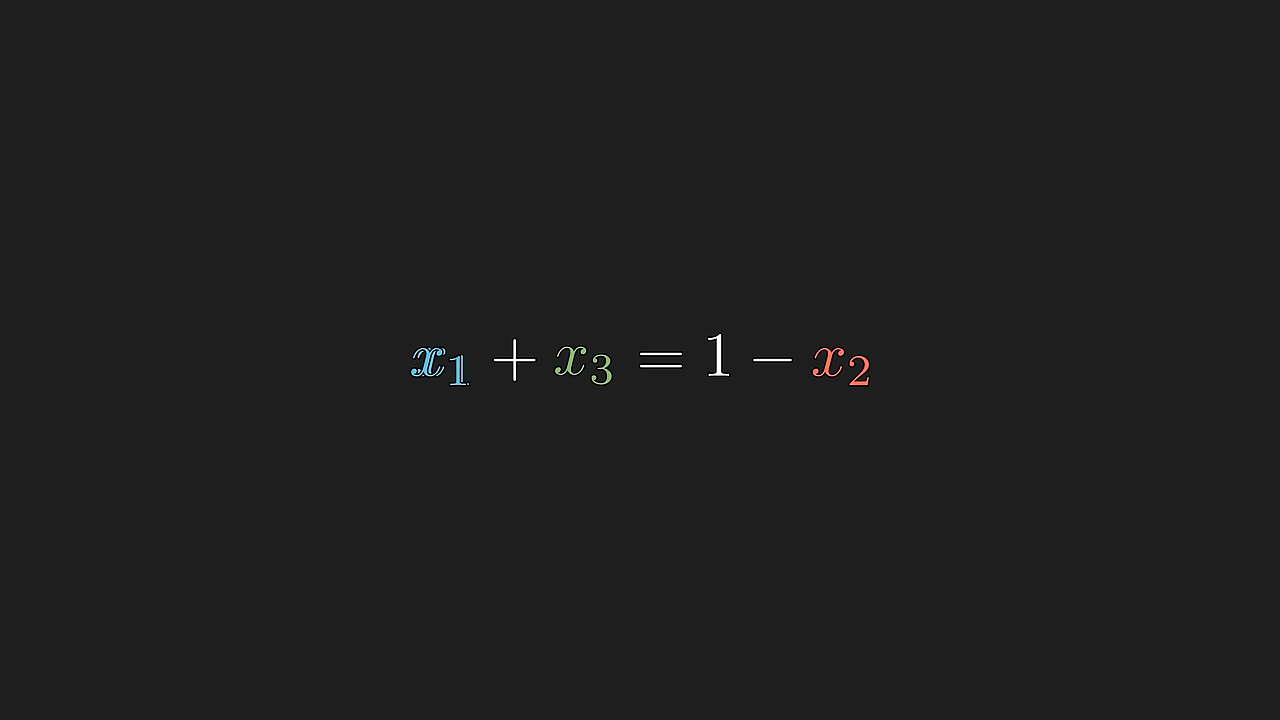 x₁ + x₃ = 1 − x₂